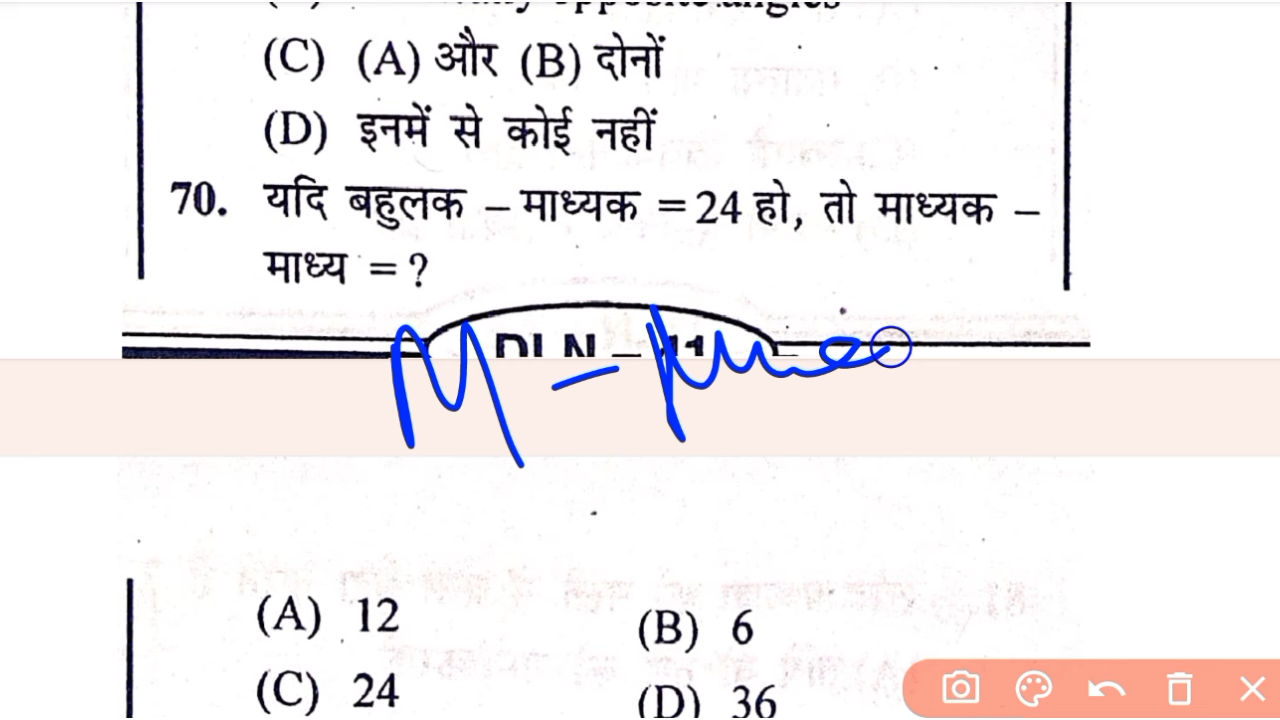 (C) (A) और (B) दोनों
(D) इनमें से कोई नहीं
70. यदि बहुलक – माध्यक = 24 हो, तो माध्यक –
माध्य = ?
(A) 12
(B) 6
(C) 24
(D) 36